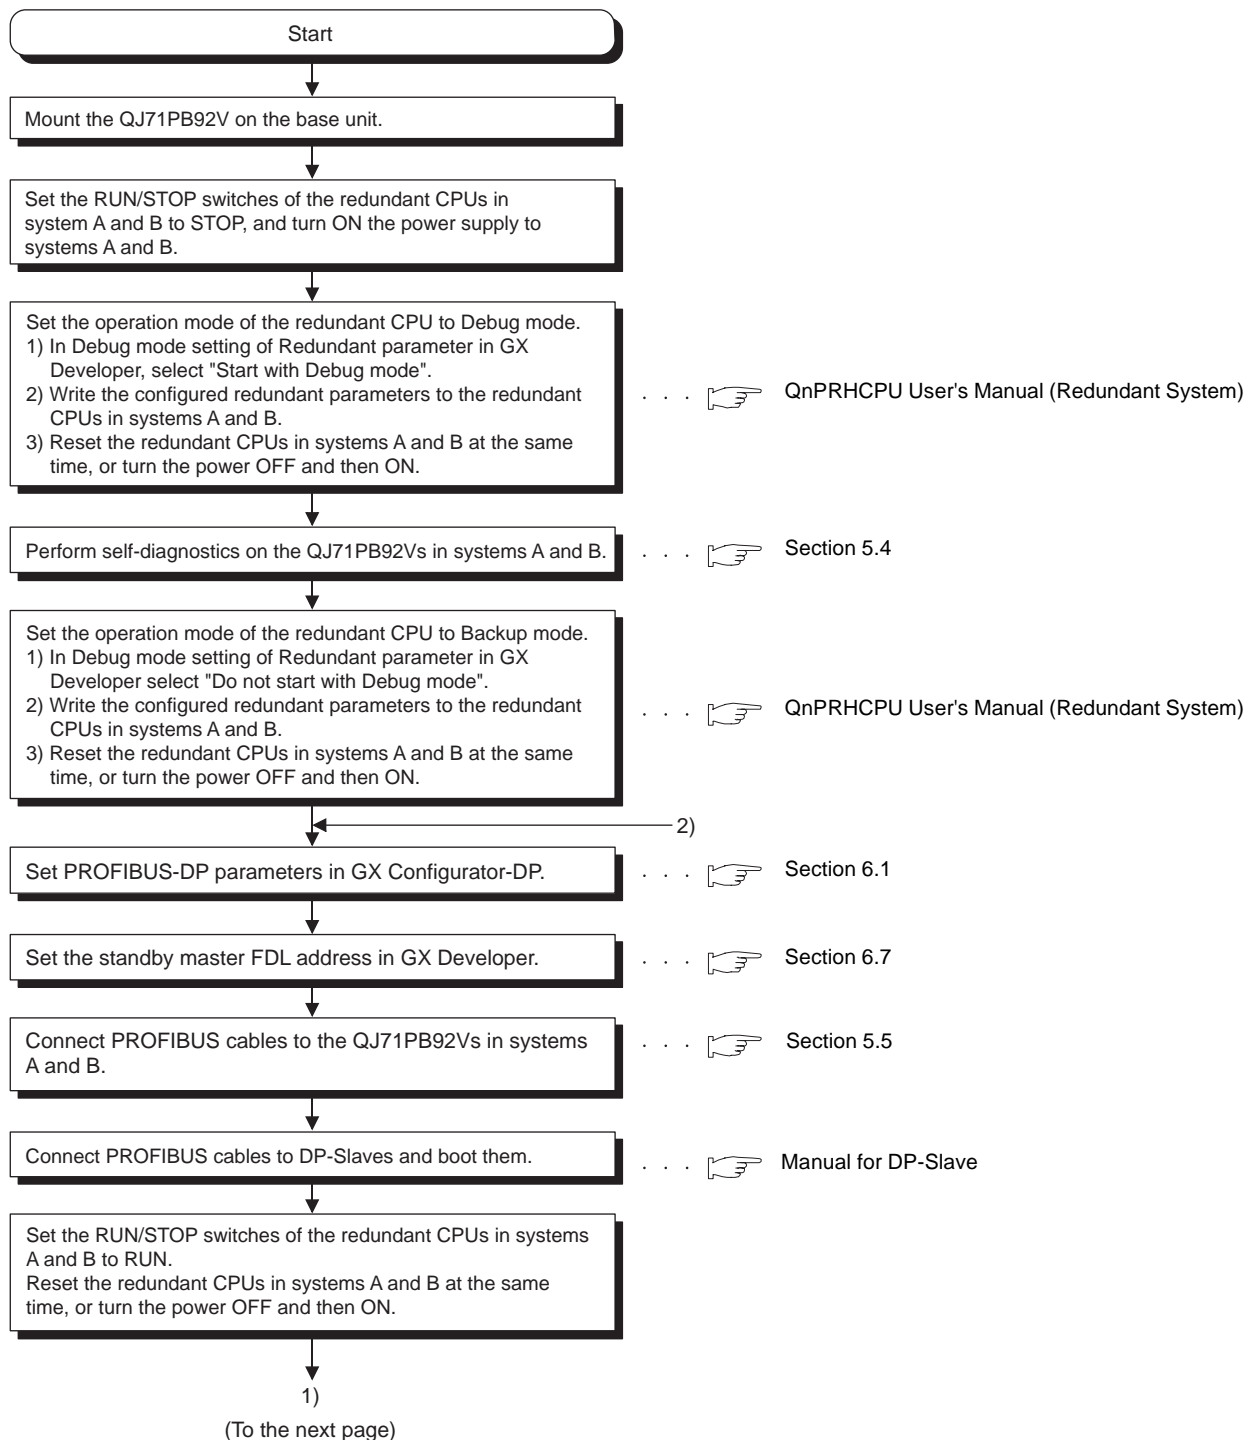 Start
Mount the QJ71PB92V on the base unit.
Set the RUN/STOP switches of the redundant CPUs in
system A and B to STOP, and turn ON the power supply to
systems A and B.
Set the operation mode of the redundant CPU to Debug mode.
1) In Debug mode setting of Redundant parameter in GX
Developer, select "Start with Debug mode".
2) Write the configured redundant parameters to the redundant
CPUs in systems A and B.
3) Reset the redundant CPUs in systems A and B at the same
time, or turn the power OFF and then ON.
. . . QnPRHCPU User's Manual (Redundant System)
Perform self-diagnostics on the QJ71PB92Vs in systems A and B.
. . . Section 5.4
Set the operation mode of the redundant CPU to Backup mode.
1) In Debug mode setting of Redundant parameter in GX
Developer select "Do not start with Debug mode".
2) Write the configured redundant parameters to the redundant
CPUs in systems A and B.
3) Reset the redundant CPUs in systems A and B at the same
time, or turn the power OFF and then ON.
. . . QnPRHCPU User's Manual (Redundant System)
2)
Set PROFIBUS-DP parameters in GX Configurator-DP.
. . . Section 6.1
Set the standby master FDL address in GX Developer.
. . . Section 6.7
Connect PROFIBUS cables to the QJ71PB92Vs in systems
A and B.
. . . Section 5.5
Connect PROFIBUS cables to DP-Slaves and boot them.
. . . Manual for DP-Slave
Set the RUN/STOP switches of the redundant CPUs in systems
A and B to RUN.
Reset the redundant CPUs in systems A and B at the same
time, or turn the power OFF and then ON.
1)
(To the next page)